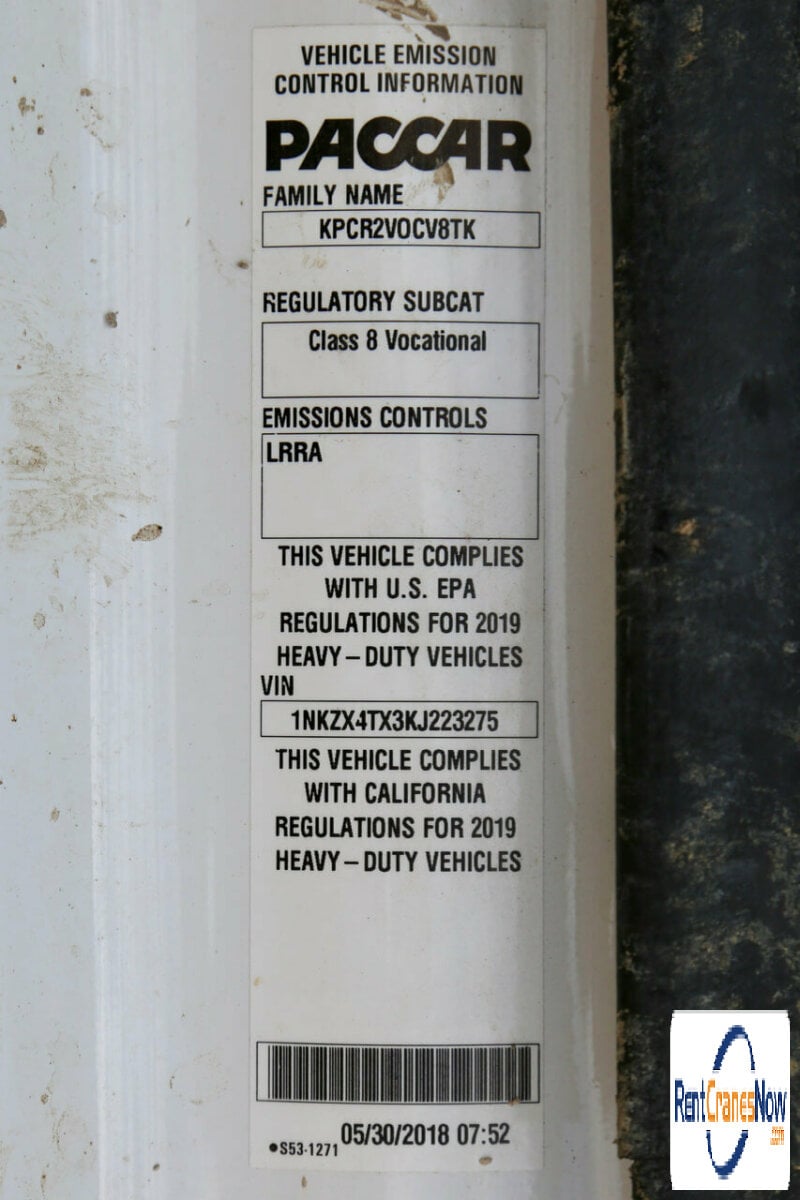 VEHICLE EMISSION
CONTROL INFORMATION
PACCAR
FAMILY NAME
KPCR2VOCV8TK
REGULATORY SUBCAT
Class 8 Vocational
EMISSIONS CONTROLS
LRRA
THIS VEHICLE COMPLIES
WITH U.S. EPA
REGULATIONS FOR 2019
HEAVY–DUTY VEHICLES
VIN
1NKZX4TX3KJ223275
THIS VEHICLE COMPLIES
WITH CALIFORNIA
REGULATIONS FOR 2019
HEAVY–DUTY VEHICLES
●S53-1271 05/30/2018 07:52
RentCranesNow
.com